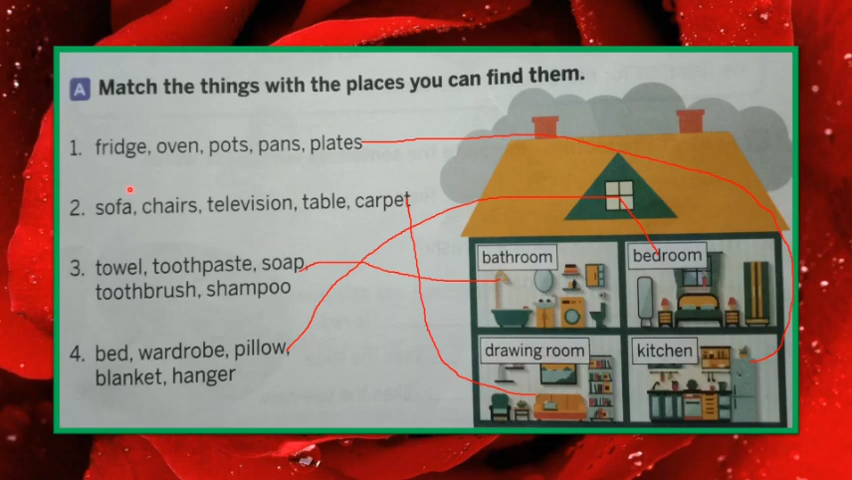 A Match the things with the places you can find them.
1. fridge, oven, pots, pans, plates
2. sofa, chairs, television, table, carpet
3. towel, toothpaste, soap,
toothbrush, shampoo
4. bed, wardrobe, pillow,
blanket, hanger
bathroom
bedroom
drawing room
kitchen